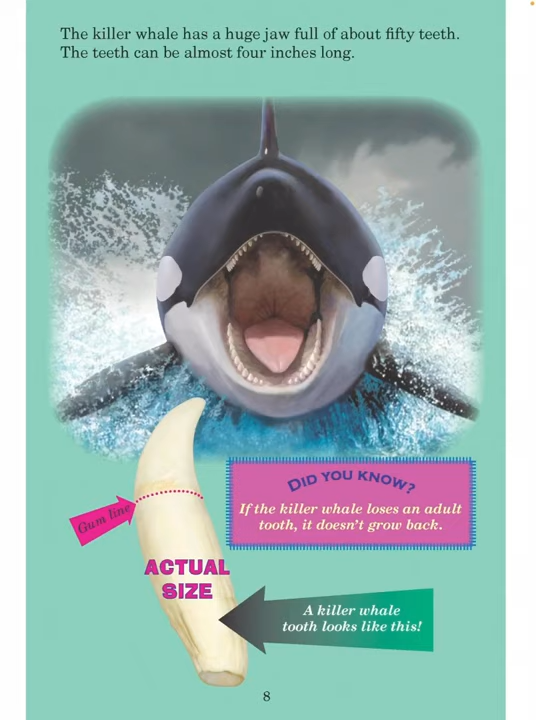 The killer whale has a huge jaw full of about fifty teeth.
The teeth can be almost four inches long.
DID YOU KNOW?
If the killer whale loses an adult
tooth, it doesn't grow back.
Gum line
ACTUAL
SIZE
A killer whale
tooth looks like this!
8